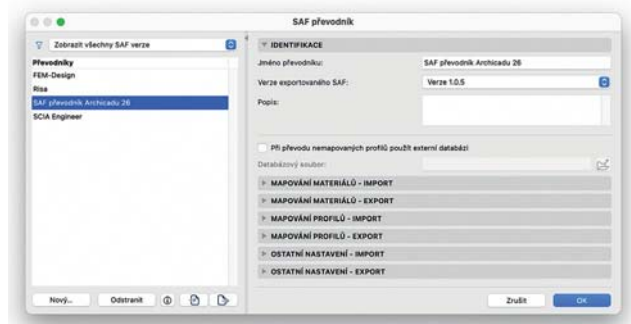 SAF převodník
Zobrazit všechny SAF verze
Převodníky
FEM-Design
Risa
SAF převodník Archicadu 26
SCIA Engineer
Nový...
Odstranit
IDENTIFIKACE
Jméno převodníku:
SAF převodník Archicadu 26
Verze exportovaného SAF:
Verze 1.0.5
Popis:
Při převodu nemapovaných profilů použít externí databázi
Databázový soubor:
MAPOVÁNÍ MATERIÁLŮ - IMPORT
MAPOVÁNÍ MATERIÁLŮ - EXPORT
MAPOVÁNÍ PROFILŮ - IMPORT
MAPOVÁNÍ PROFILŮ - EXPORT
OSTATNÍ NASTAVENÍ - IMPORT
OSTATNÍ NASTAVENÍ - EXPORT
Zrušit
OK